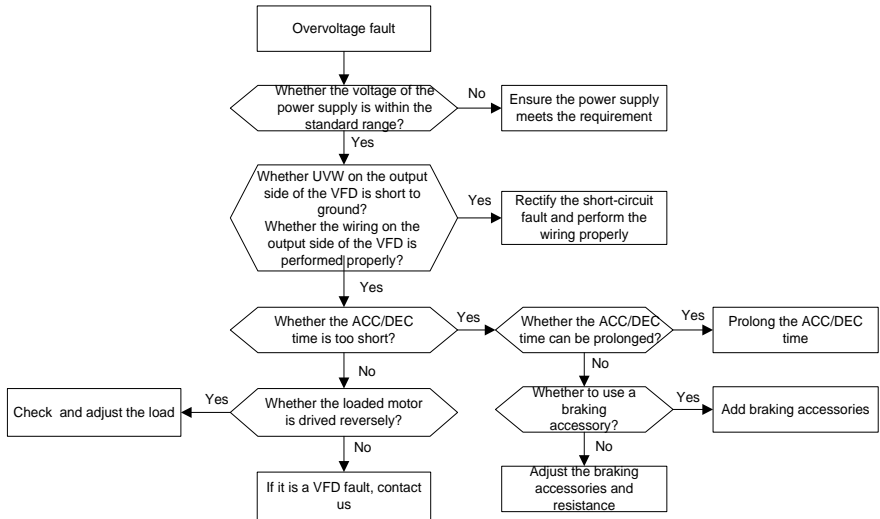 Overvoltage fault
Whether the voltage of the
power supply is within the
standard range?
No
Ensure the power supply
meets the requirement
Yes
Whether UVW on the output
side of the VFD is short to
ground?
Whether the wiring on the
output side of the VFD is
performed properly?
Yes
Rectify the short-circuit
fault and perform the
wiring properly
Yes
Whether the ACC/DEC
time is too short?
Yes
Whether the ACC/DEC
time can be prolonged?
Yes
Prolong the ACC/DEC
time
No
No
Check and adjust the load
Yes
Whether the loaded motor
is drived reversely?
Whether to use a
braking
accessory?
Yes
Add braking accessories
No
No
If it is a VFD fault, contact
us
Adjust the braking
accessories and
resistance